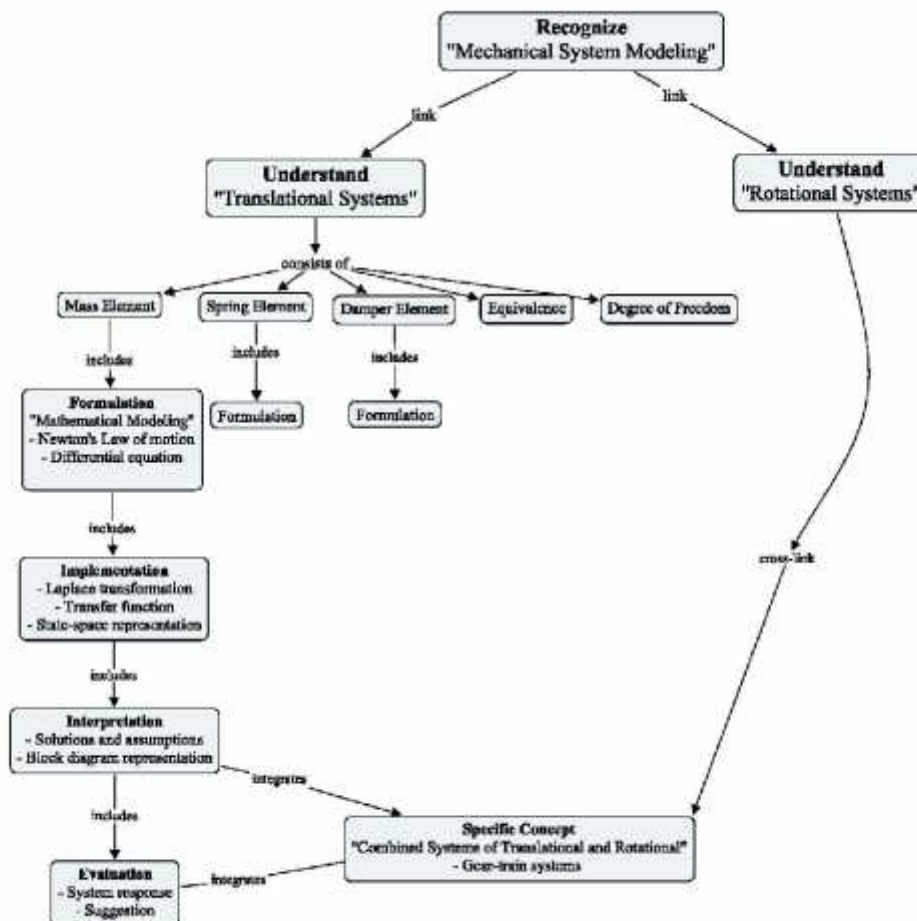 Recognize
"Mechanical System Modeling"
link
link
Understand
"Translational Systems"
Understand
"Rotational Systems"
consists of
Mass Element
Spring Element
Damper Element
Equivalence
Degree of Freedom
includes
includes
includes
Formulation
"Mathematical Modeling"
- Newton's Law of motion
- Differential equation
Formulation
Formulation
includes
Implementation
- Laplace transformation
- Transfer function
- State-space representation
cross-link
includes
Interpretation
- Solutions and assumptions
- Block diagram representation
integrates
includes
Specific Concept
"Combined Systems of Translational and Rotational"
- Gear-train systems
Evaluation
- System response
- Suggestion
integrates